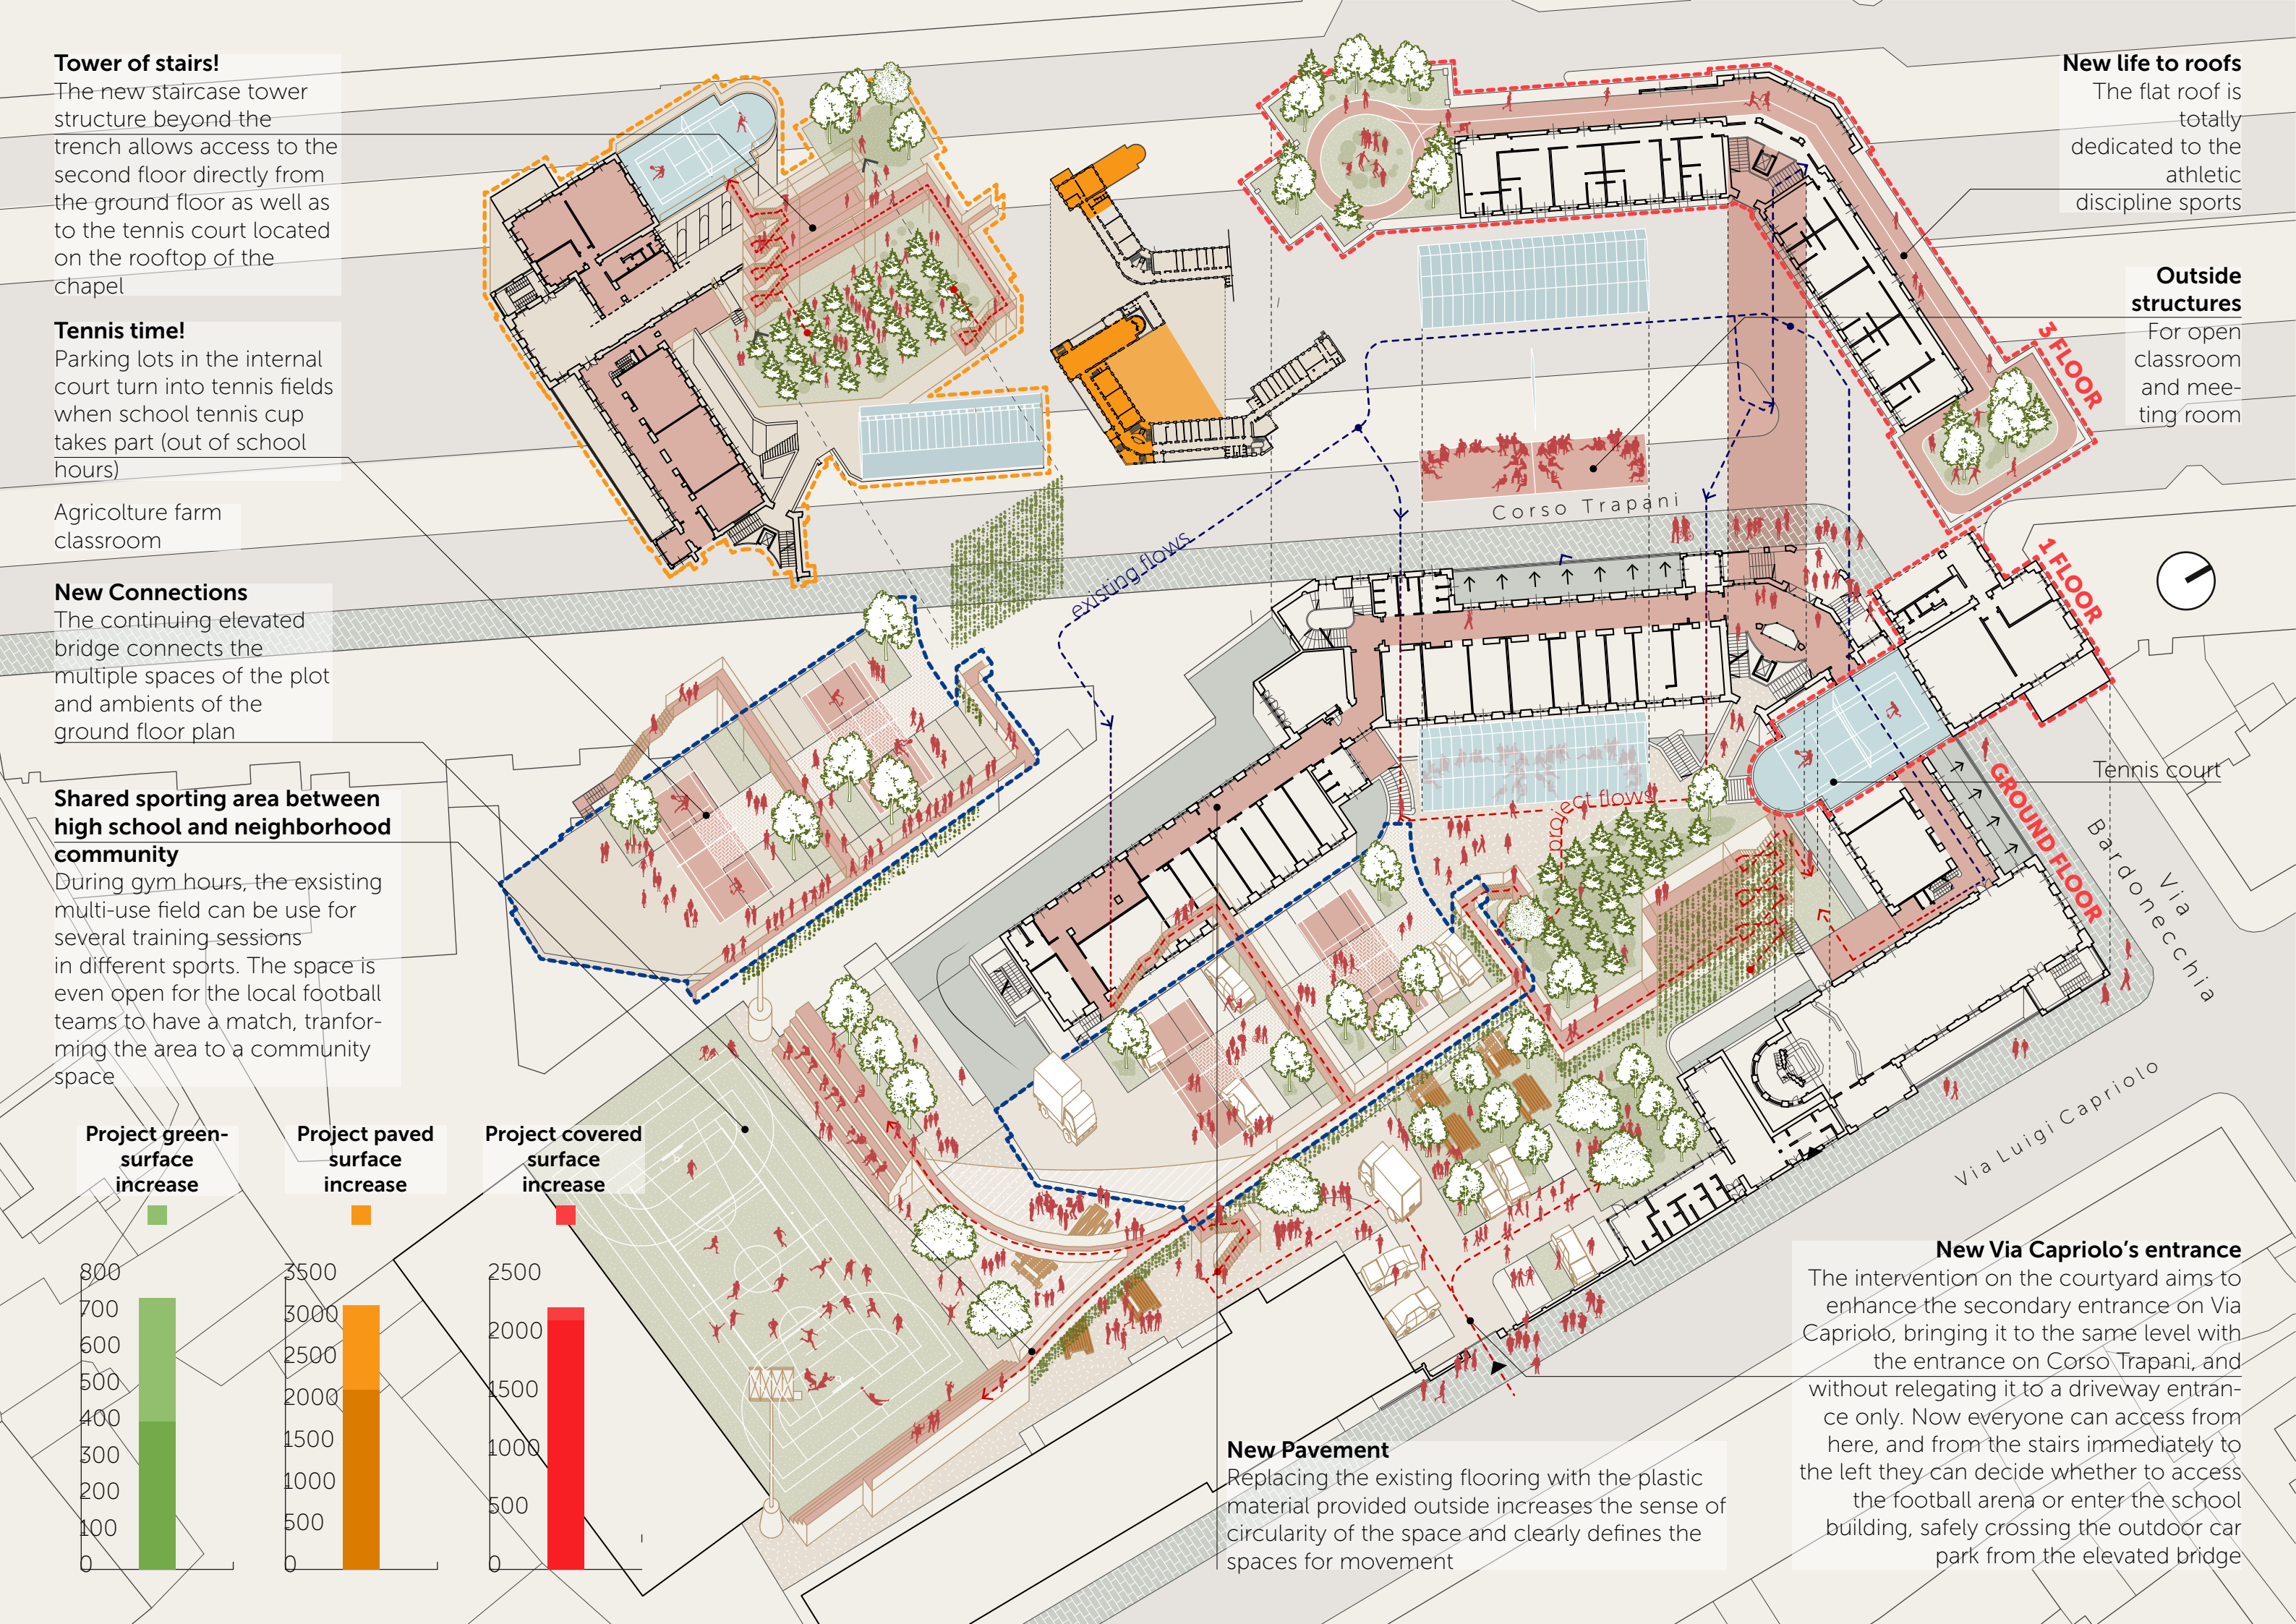 Tower of stairs!
The new staircase tower
structure beyond the
trench allows access to the
second floor directly from
the ground floor as well as
to the tennis court located
on the rooftop of the
chapel
Tennis time!
Parking lots in the internal
court turn into tennis fields
when school tennis cup
takes part (out of school
hours)
Agricolture farm
classroom
New Connections
The continuing elevated
bridge connects the
multiple spaces of the plot
and ambients of the
ground floor plan
Shared sporting area between
high school and neighborhood
community
During gym hours, the exsisting
multi-use field can be use for
several training sessions
in different sports. The space is
even open for the local football
teams to have a match, tranfor-
ming the area to a community
space
Project green-
surface
increase
800
700
600
500
400
300
200
100
0
Project paved
surface
increase
3500
3000
2500
2000
1500
1000
500
0
Project covered
surface
increase
2500
2000
1500
1000
500
0
existing flows
project flows
Corso Trapani
3 FLOOR
1 FLOOR
GROUND FLOOR
Via
Bardonecchia
Via Luigi Capriolo
New life to roofs
The flat roof is
totally
dedicated to the
athletic
discipline sports
Outside
structures
For open
classroom
and mee-
ting room
Tennis court
New Pavement
Replacing the existing flooring with the plastic
material provided outside increases the sense of
circularity of the space and clearly defines the
spaces for movement
New Via Capriolo's entrance
The intervention on the courtyard aims to
enhance the secondary entrance on Via
Capriolo, bringing it to the same level with
the entrance on Corso Trapani, and
without relegating it to a driveway entran-
ce only. Now everyone can access from
here, and from the stairs immediately to
the left they can decide whether to access
the football arena or enter the school
building, safely crossing the outdoor car
park from the elevated bridge